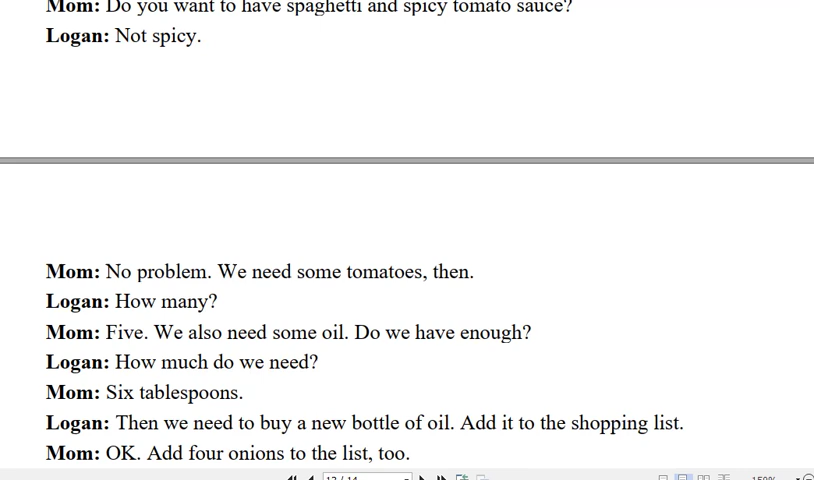 Mom: Do you want to have spaghetti and spicy tomato sauce?
Logan: Not spicy.
Mom: No problem. We need some tomatoes, then.
Logan: How many?
Mom: Five. We also need some oil. Do we have enough?
Logan: How much do we need?
Mom: Six tablespoons.
Logan: Then we need to buy a new bottle of oil. Add it to the shopping list.
Mom: OK. Add four onions to the list, too.